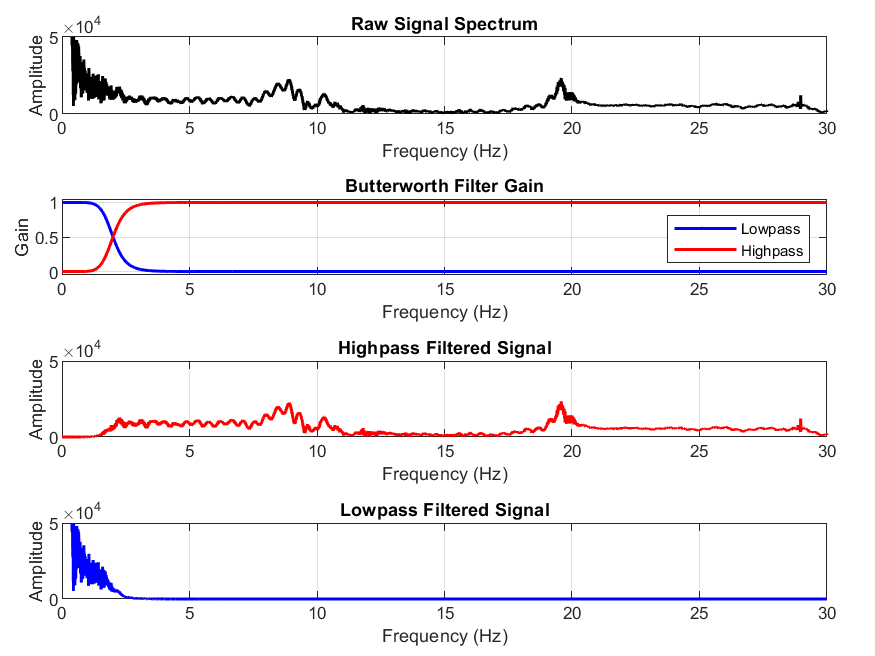 Raw Signal Spectrum
×10^4
5
0
Amplitude
0 5 10 15 20 25 30
Frequency (Hz)
Butterworth Filter Gain
1
0.5
0
Gain
Lowpass
Highpass
0 5 10 15 20 25 30
Frequency (Hz)
Highpass Filtered Signal
×10^4
5
0
Amplitude
0 5 10 15 20 25 30
Frequency (Hz)
Lowpass Filtered Signal
×10^4
5
0
Amplitude
0 5 10 15 20 25 30
Frequency (Hz)